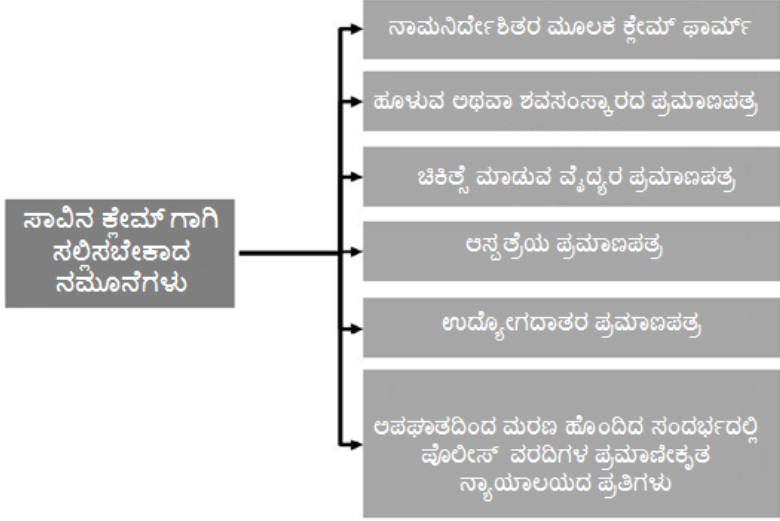 ಸಾವಿನ ಕ್ಲೇಮ್ ಗಾಗಿ
ಸಲ್ಲಿಸಬೇಕಾದ
ನಮೂನೆಗಳು
ನಾಮನಿರ್ದೇಶಿತರ ಮೂಲಕ ಕ್ಲೇಮ್ ಫಾರ್ಮ್
ಹೂಳುವ ಅಥವಾ ಶವಸಂಸ್ಕಾರದ ಪ್ರಮಾಣಪತ್ರ
ಚಿಕಿತ್ಸೆ ಮಾಡುವ ವೈದ್ಯರ ಪ್ರಮಾಣಪತ್ರ
ಆಸ್ಪತ್ರೆಯ ಪ್ರಮಾಣಪತ್ರ
ಉದ್ಯೋಗದಾತರ ಪ್ರಮಾಣಪತ್ರ
ಅಪಘಾತದಿಂದ ಮರಣ ಹೊಂದಿದ ಸಂದರ್ಭದಲ್ಲಿ
ಪೊಲೀಸ್ ವರದಿಗಳ ಪ್ರಮಾಣೀಕೃತ
ನ್ಯಾಯಾಲಯದ ಪ್ರತಿಗಳು